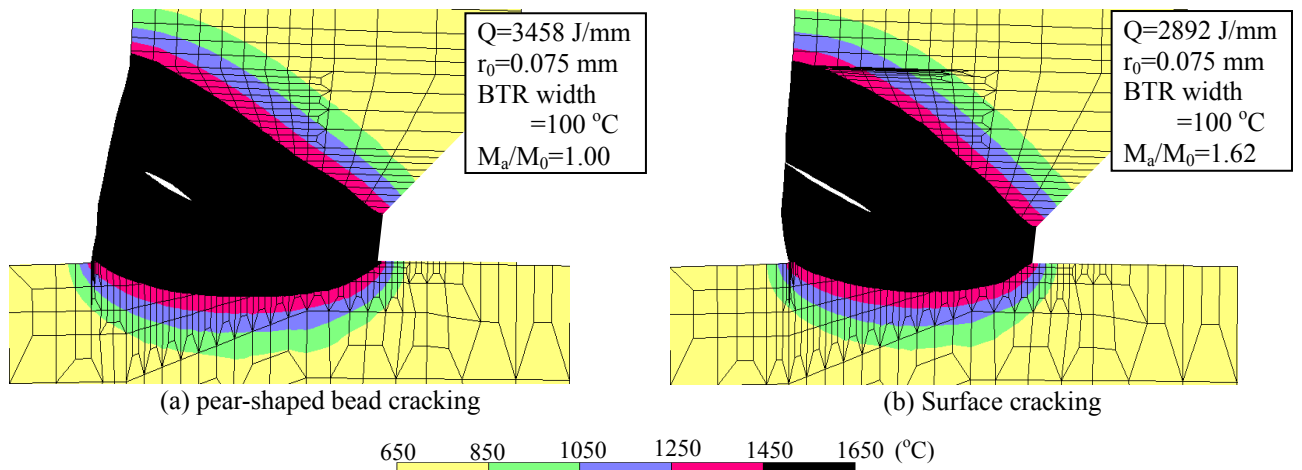 Q=3458 J/mm
r₀=0.075 mm
BTR width
=100 °C
Mₐ/M₀=1.00
Q=2892 J/mm
r₀=0.075 mm
BTR width
=100 °C
Mₐ/M₀=1.62
(a) pear-shaped bead cracking
(b) Surface cracking
650 850 1050 1250 1450 1650 (°C)